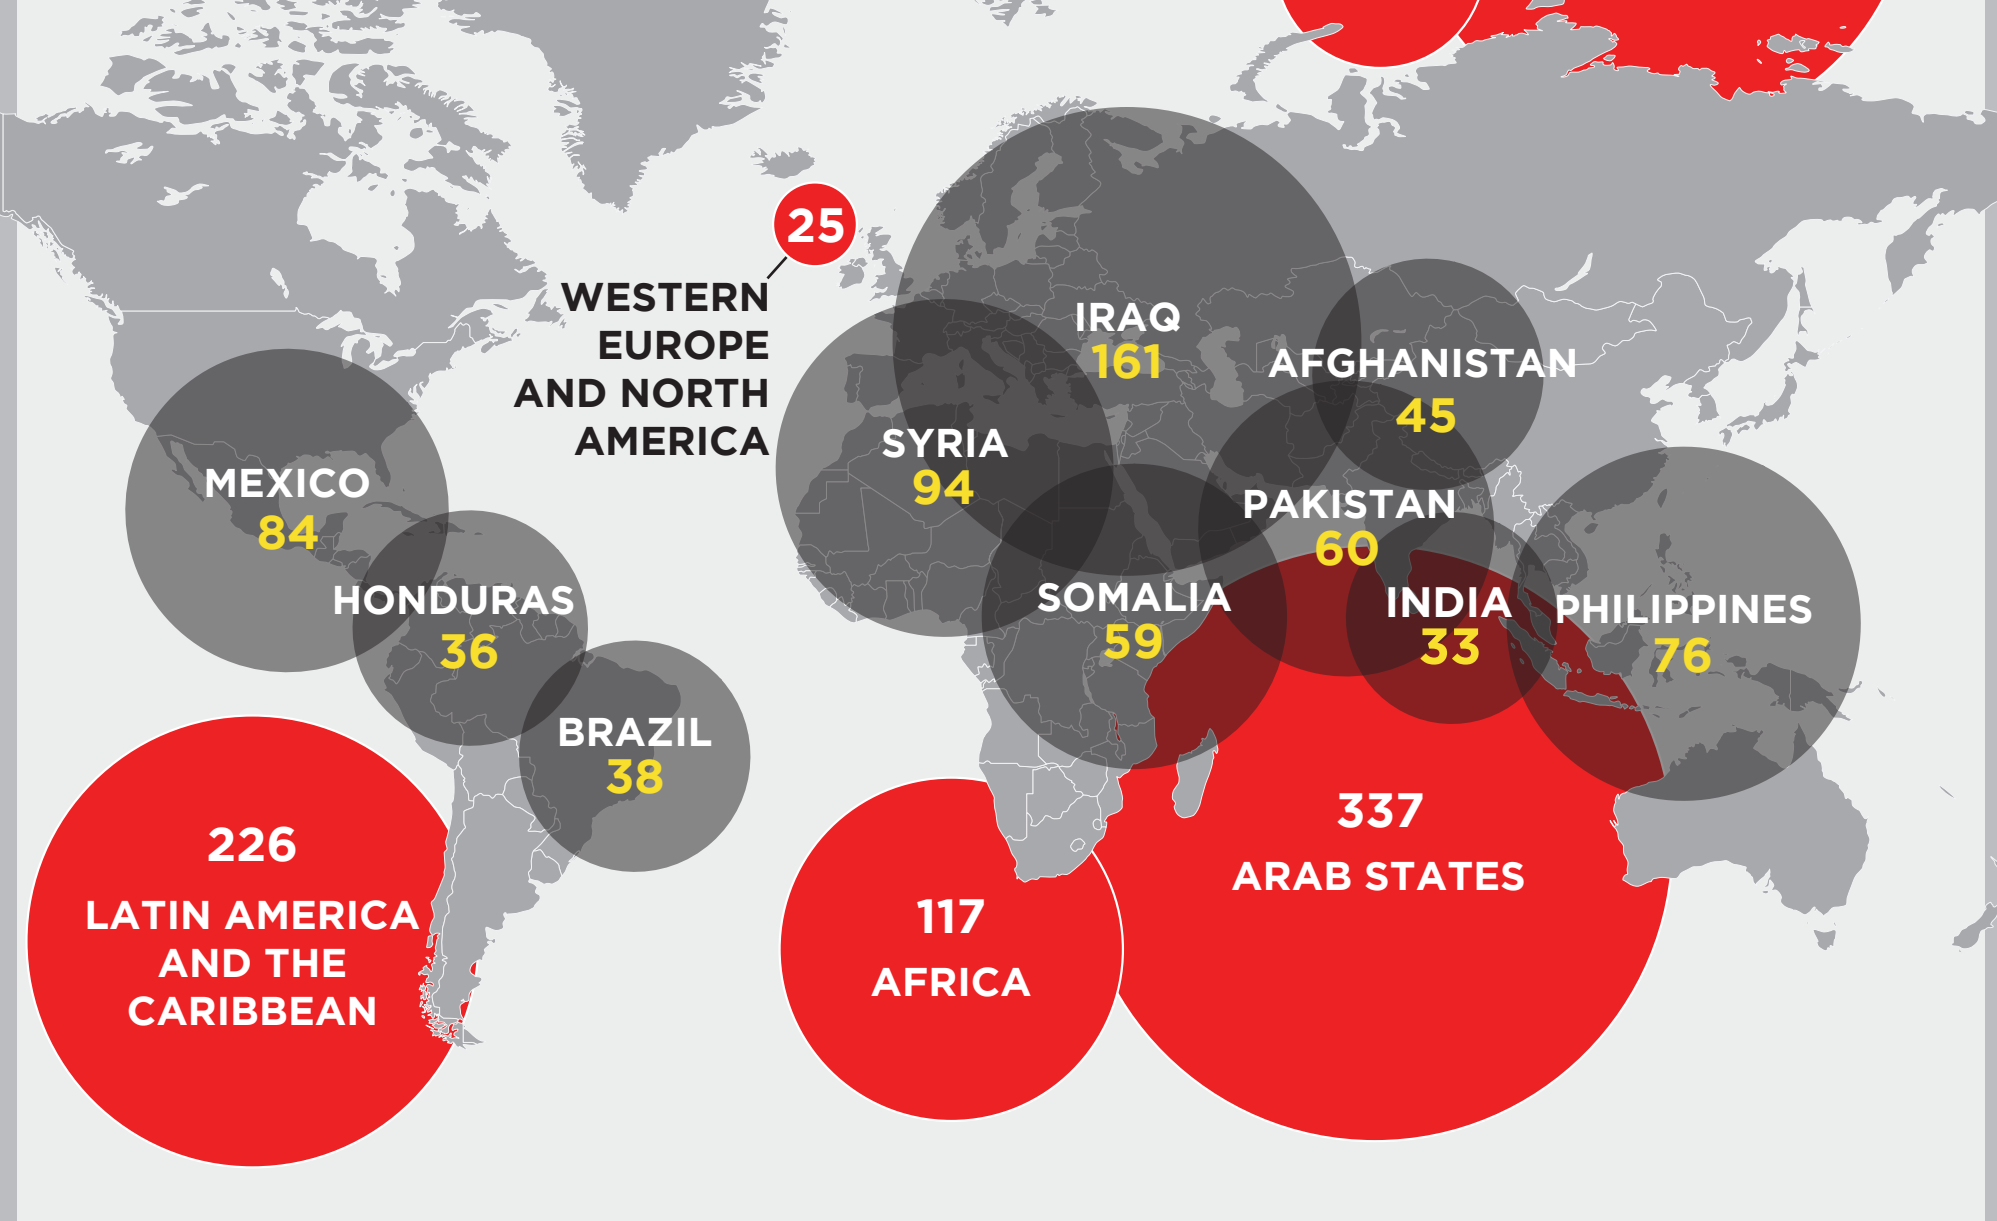 25
WESTERN
EUROPE
AND NORTH
AMERICA
IRAQ
161
AFGHANISTAN
45
SYRIA
94
MEXICO
84
PAKISTAN
60
HONDURAS
36
SOMALIA
59
INDIA
33
PHILIPPINES
76
BRAZIL
38
226
LATIN AMERICA
AND THE
CARIBBEAN
337
ARAB STATES
117
AFRICA